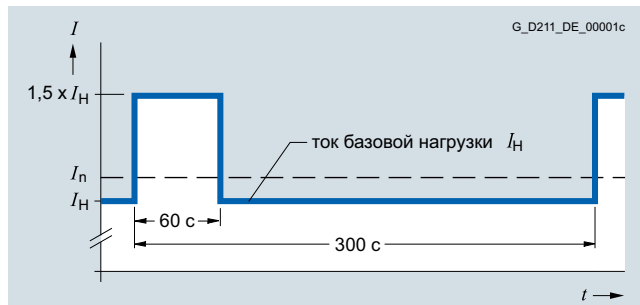 G_D211_DE_00001c
I
1,5 x IH
ток базовой нагрузки IH
In
IH
60 с
300 с
t